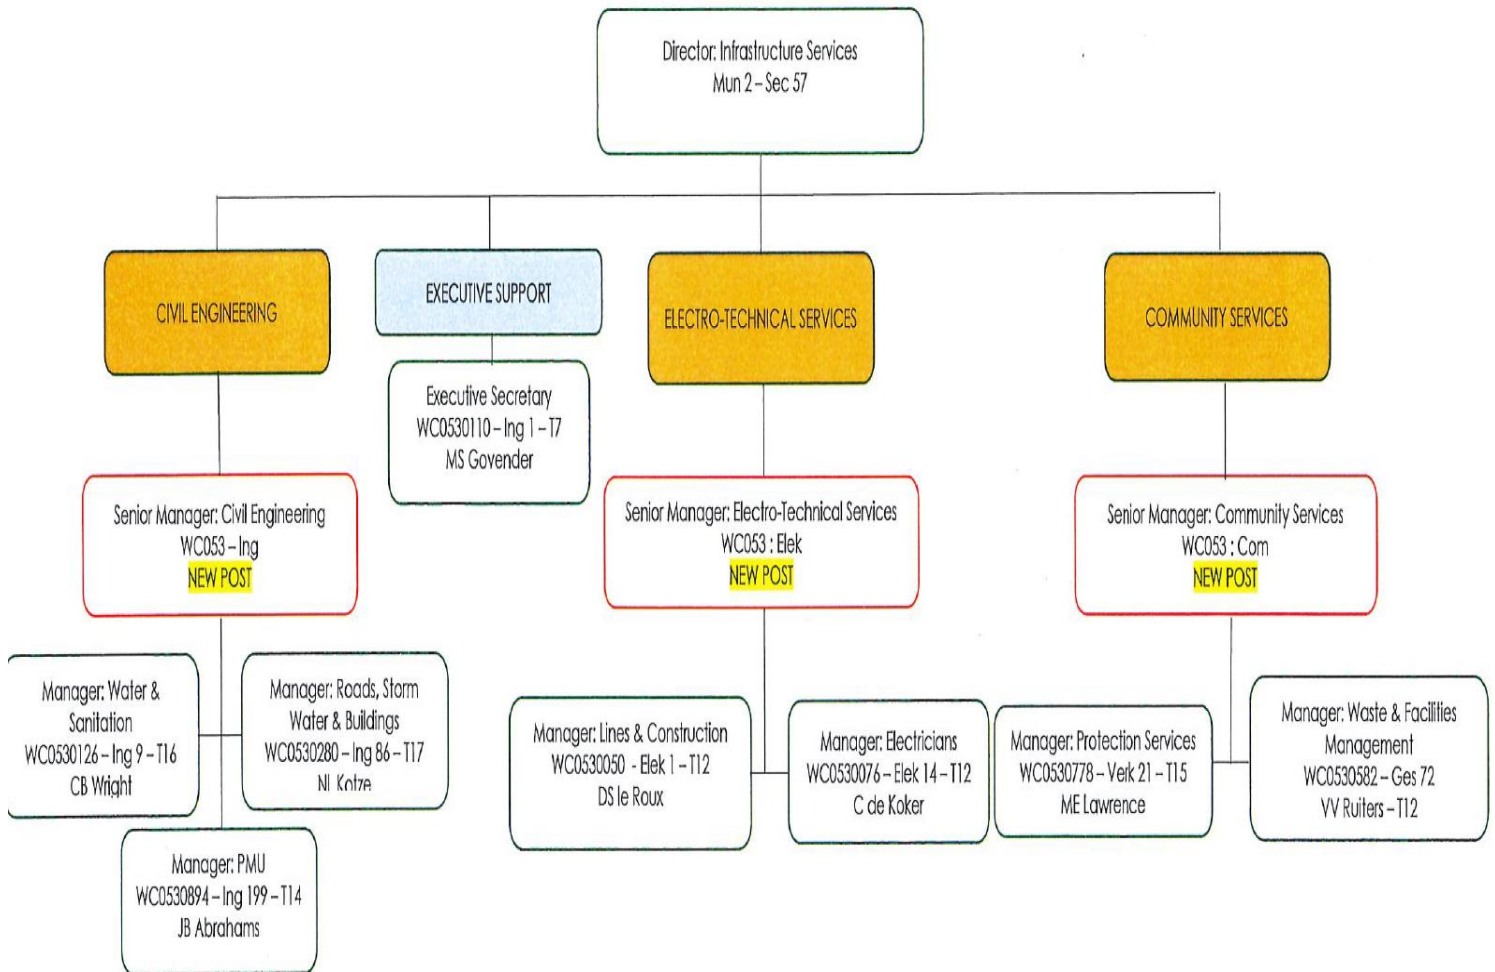 Director: Infrastructure Services
Mun 2 – Sec 57
CIVIL ENGINEERING
EXECUTIVE SUPPORT
ELECTRO-TECHNICAL SERVICES
COMMUNITY SERVICES
Executive Secretary
WC0530110 – Ing 1 – T7
MS Govender
Senior Manager: Civil Engineering
WC053 – Ing
NEW POST
Senior Manager: Electro-Technical Services
WC053 : Elek
NEW POST
Senior Manager: Community Services
WC053 : Com
NEW POST
Manager: Water &
Sanitation
WC0530126 – Ing 9 – T16
CB Wright
Manager: Roads, Storm
Water & Buildings
WC0530280 – Ing 86 – T17
NL Kotze
Manager: PMU
WC0530894 – Ing 199 – T14
JB Abrahams
Manager: Lines & Construction
WC0530050 - Elek 1 – T12
DS le Roux
Manager: Electricians
WC0530076 – Elek 14 – T12
C de Koker
Manager: Protection Services
WC0530778 – Verk 21 – T15
ME Lawrence
Manager: Waste & Facilities
Management
WC0530582 – Ges 72
VV Ruiters – T12